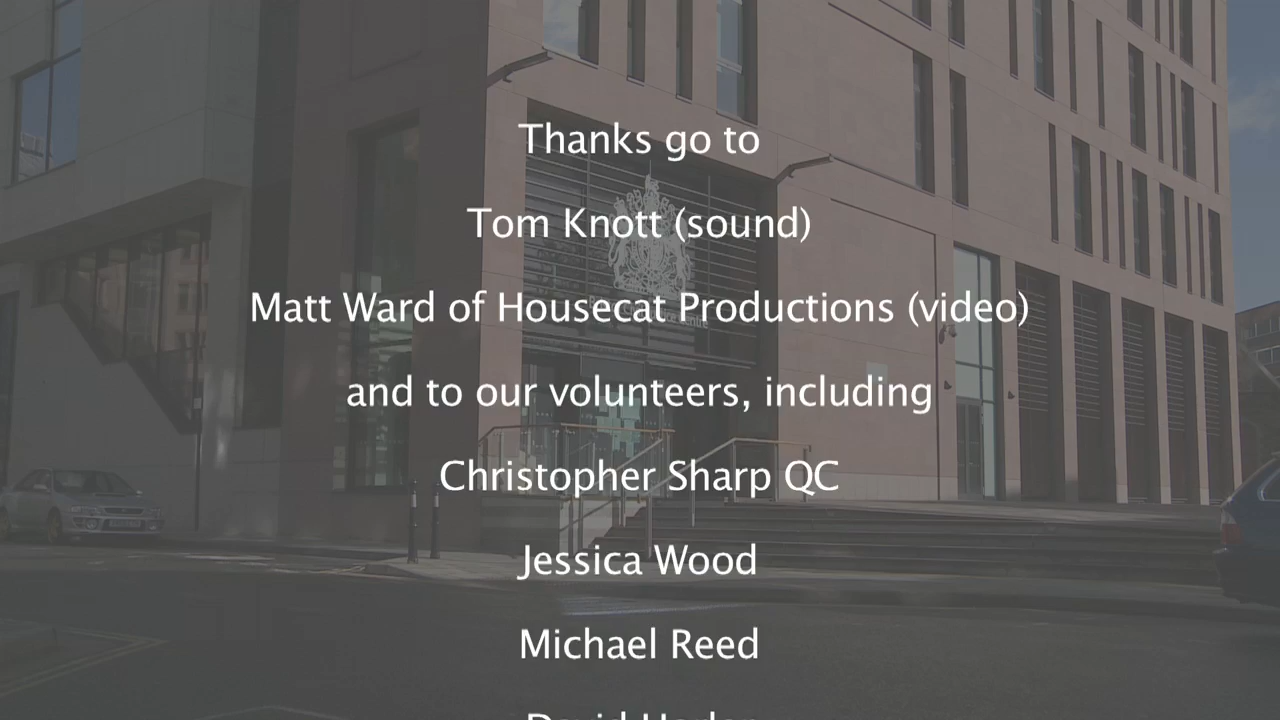 Thanks go to
Tom Knott (sound)
Matt Ward of Housecat Productions (video)
and to our volunteers, including
Christopher Sharp QC
Jessica Wood
Michael Reed
David